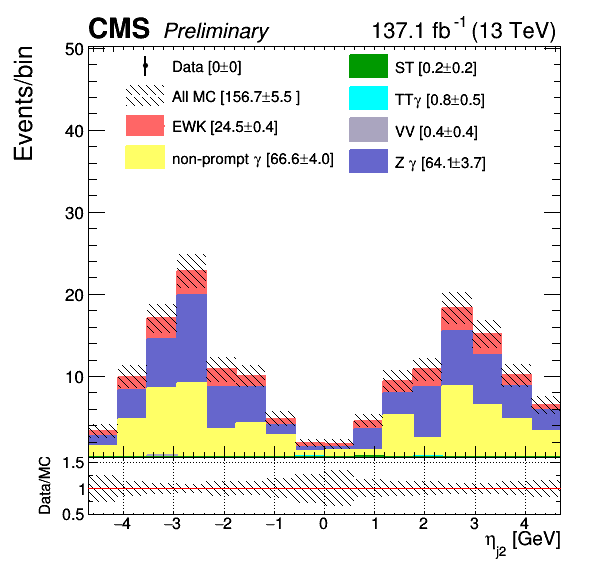 CMS Preliminary 137.1 fb⁻¹ (13 TeV)
Events/bin
50
40
30
20
10
Data [0±0]
All MC [156.7±5.5 ]
EWK [24.5±0.4]
non-prompt γ [66.6±4.0]
ST [0.2±0.2]
TTγ [0.8±0.5]
VV [0.4±0.4]
Z γ [64.1±3.7]
Data/MC
1.5
1
0.5
−4 −3 −2 −1 0 1 2 3 4
η_j2 [GeV]